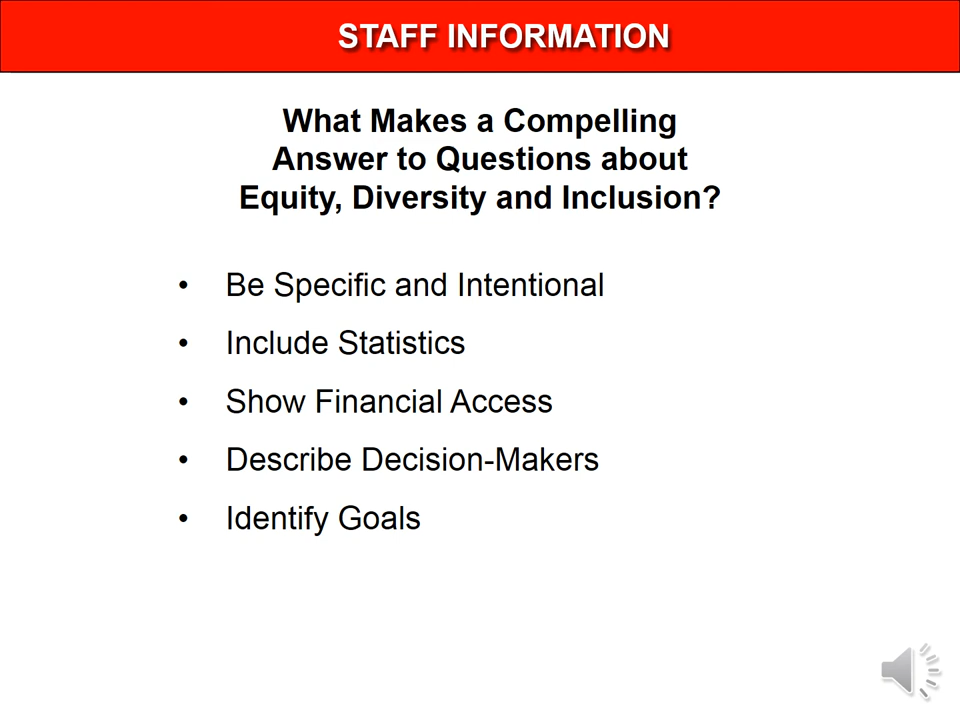 STAFF INFORMATION
What Makes a Compelling
Answer to Questions about
Equity, Diversity and Inclusion?
• Be Specific and Intentional
• Include Statistics
• Show Financial Access
• Describe Decision-Makers
• Identify Goals